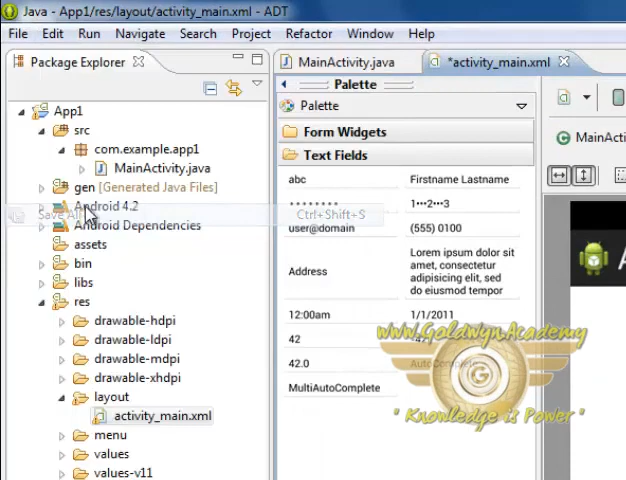 Java - App1/res/layout/activity_main.xml - ADT
File Edit Run Navigate Search Project Refactor Window Help
Package Explorer
App1
src
com.example.app1
MainActivity.java
gen [Generated Java Files]
Android 4.2
Save All Ctrl+Shift+S
Android Dependencies
assets
bin
libs
res
drawable-hdpi
drawable-ldpi
drawable-mdpi
drawable-xhdpi
layout
activity_main.xml
menu
values
values-v11
MainActivity.java
*activity_main.xml
Palette
Palette
Form Widgets
Text Fields
abc Firstname Lastname
•••••••• 1•••2•••3
user@domain (555) 0100
Address
Lorem ipsum dolor sit
amet, consectetur
adipisicing elit, sed
do eiusmod tempor
12:00am 1/1/2011
42
42.0
MultiAutoComplete
MainActi
A
www.GoldwynAcademy
G
" Knowledge is Power "